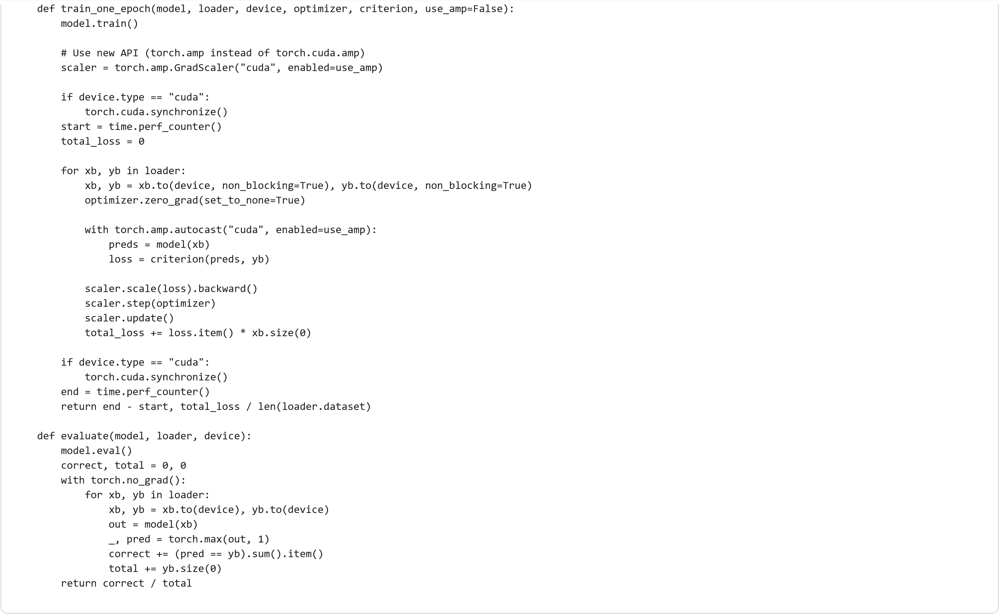 def train_one_epoch(model, loader, device, optimizer, criterion, use_amp=False):
    model.train()

    # Use new API (torch.amp instead of torch.cuda.amp)
    scaler = torch.amp.GradScaler("cuda", enabled=use_amp)

    if device.type == "cuda":
        torch.cuda.synchronize()
    start = time.perf_counter()
    total_loss = 0

    for xb, yb in loader:
        xb, yb = xb.to(device, non_blocking=True), yb.to(device, non_blocking=True)
        optimizer.zero_grad(set_to_none=True)

        with torch.amp.autocast("cuda", enabled=use_amp):
            preds = model(xb)
            loss = criterion(preds, yb)

        scaler.scale(loss).backward()
        scaler.step(optimizer)
        scaler.update()
        total_loss += loss.item() * xb.size(0)

    if device.type == "cuda":
        torch.cuda.synchronize()
    end = time.perf_counter()
    return end - start, total_loss / len(loader.dataset)

def evaluate(model, loader, device):
    model.eval()
    correct, total = 0, 0
    with torch.no_grad():
        for xb, yb in loader:
            xb, yb = xb.to(device), yb.to(device)
            out = model(xb)
            _, pred = torch.max(out, 1)
            correct += (pred == yb).sum().item()
            total += yb.size(0)
    return correct / total